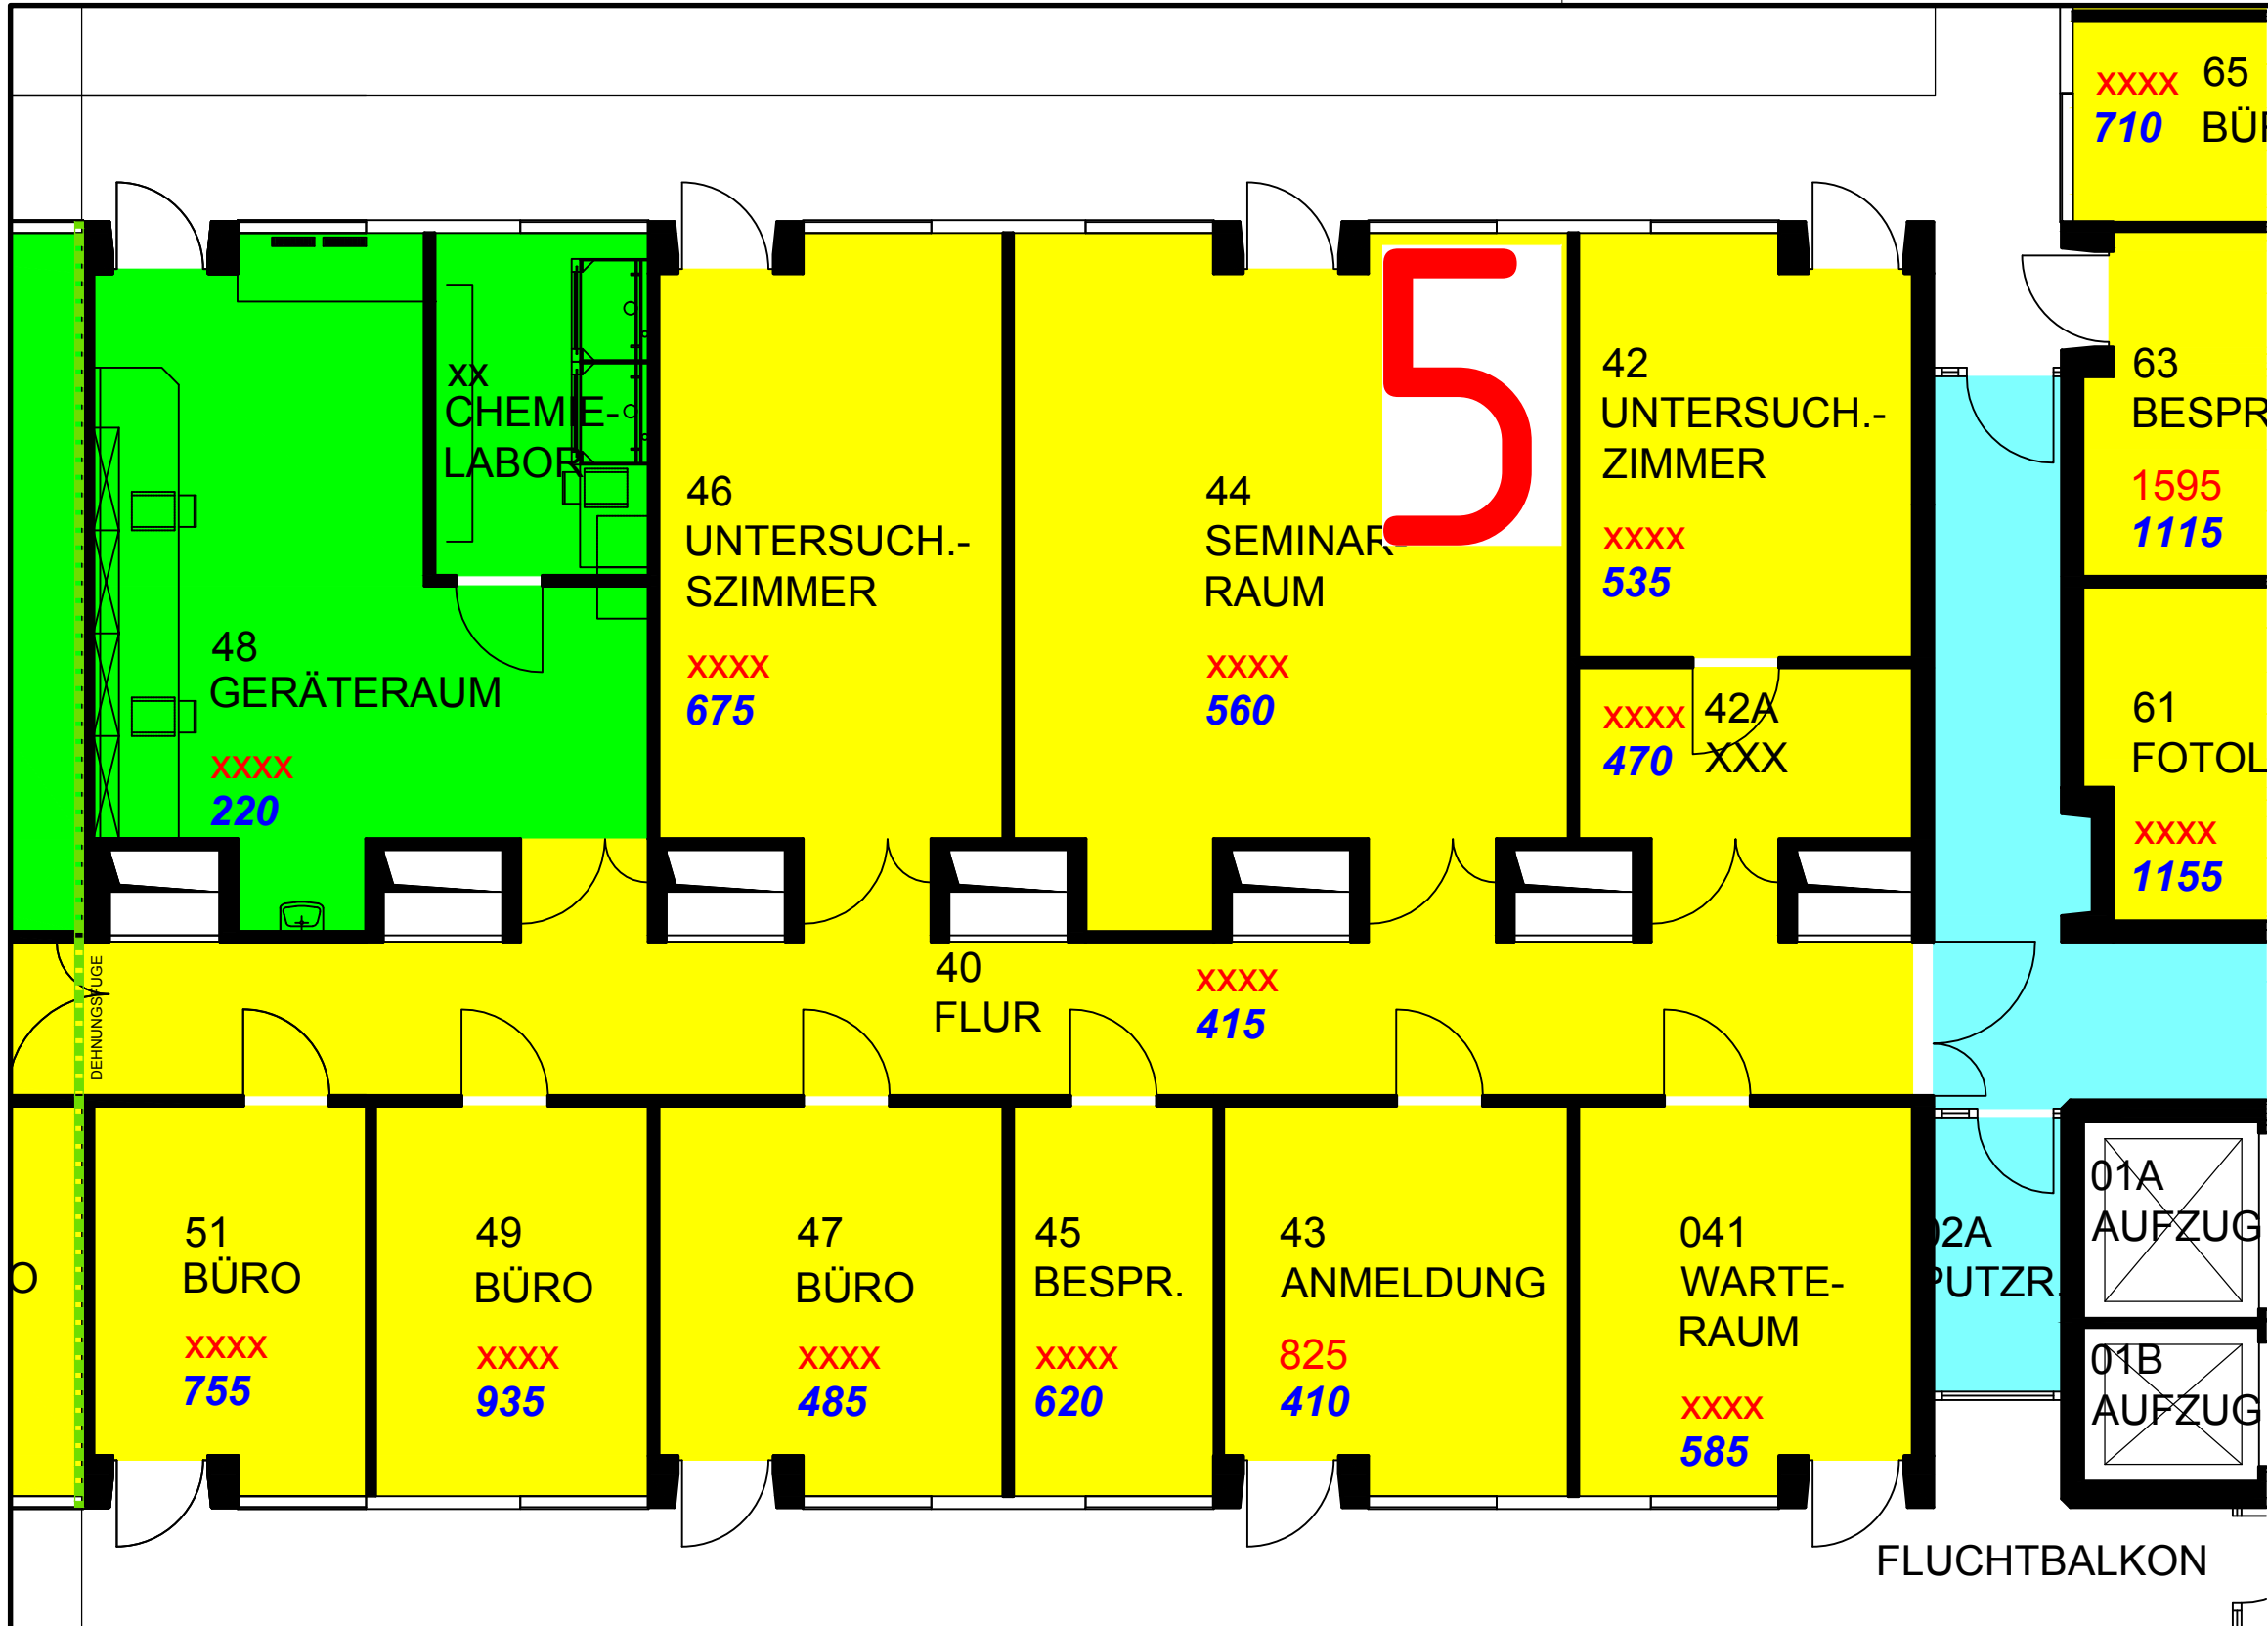 xxxx 65
710
xx
CHEMIE-
LABOR
46
UNTERSUCH.-
SZIMMER
xxxx
675
44
SEMINAR-
RAUM
xxxx
560
5
42
UNTERSUCH.-
ZIMMER
xxxx
535
63
BESPR
1595
1115
48
GERÄTERAUM
xxxx
220
xxxx 42A
470 XXX
61
FOTOL
xxxx
1155
DEHNUNGSFUGE
40
FLUR
xxxx
415
51
BÜRO
xxxx
755
49
BÜRO
xxxx
935
47
BÜRO
xxxx
485
45
BESPR.
xxxx
620
43
ANMELDUNG
825
410
041
WARTE-
RAUM
xxxx
585
02A
PUTZR.
01A
AUFZUG
01B
AUFZUG
FLUCHTBALKON